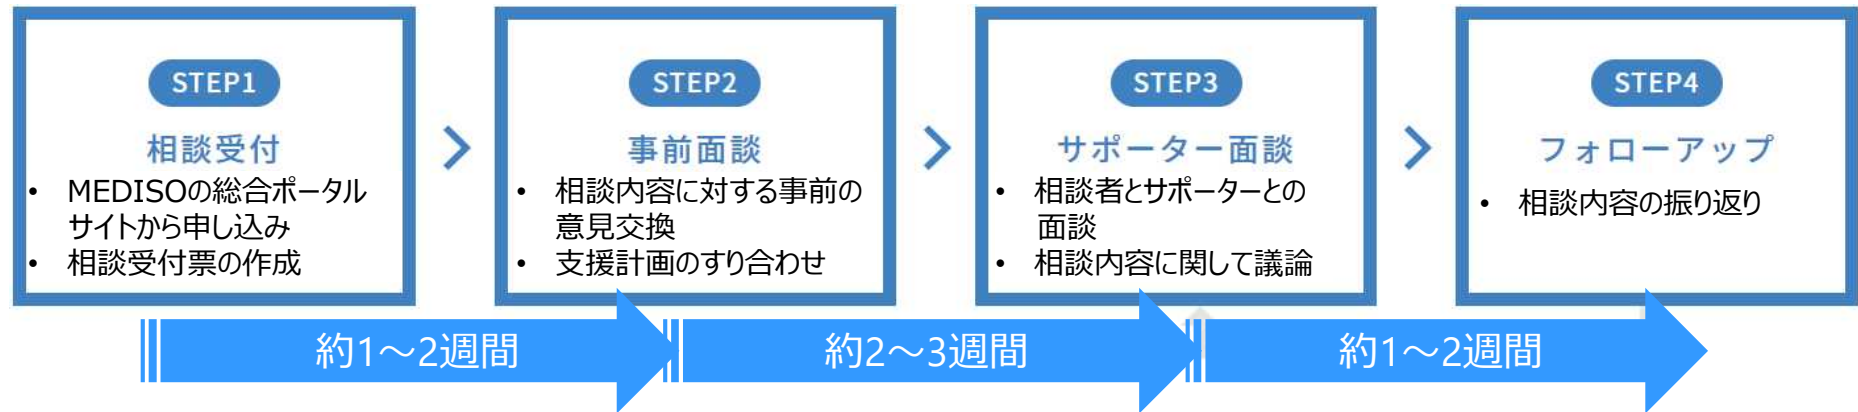 STEP1
相談受付
• MEDISOの総合ポータル
サイトから申し込み
• 相談受付票の作成
STEP2
事前面談
• 相談内容に対する事前の
意見交換
• 支援計画のすり合わせ
STEP3
サポーター面談
• 相談者とサポーターとの
面談
• 相談内容に関して議論
STEP4
フォローアップ
• 相談内容の振り返り
約1～2週間
約2～3週間
約1～2週間